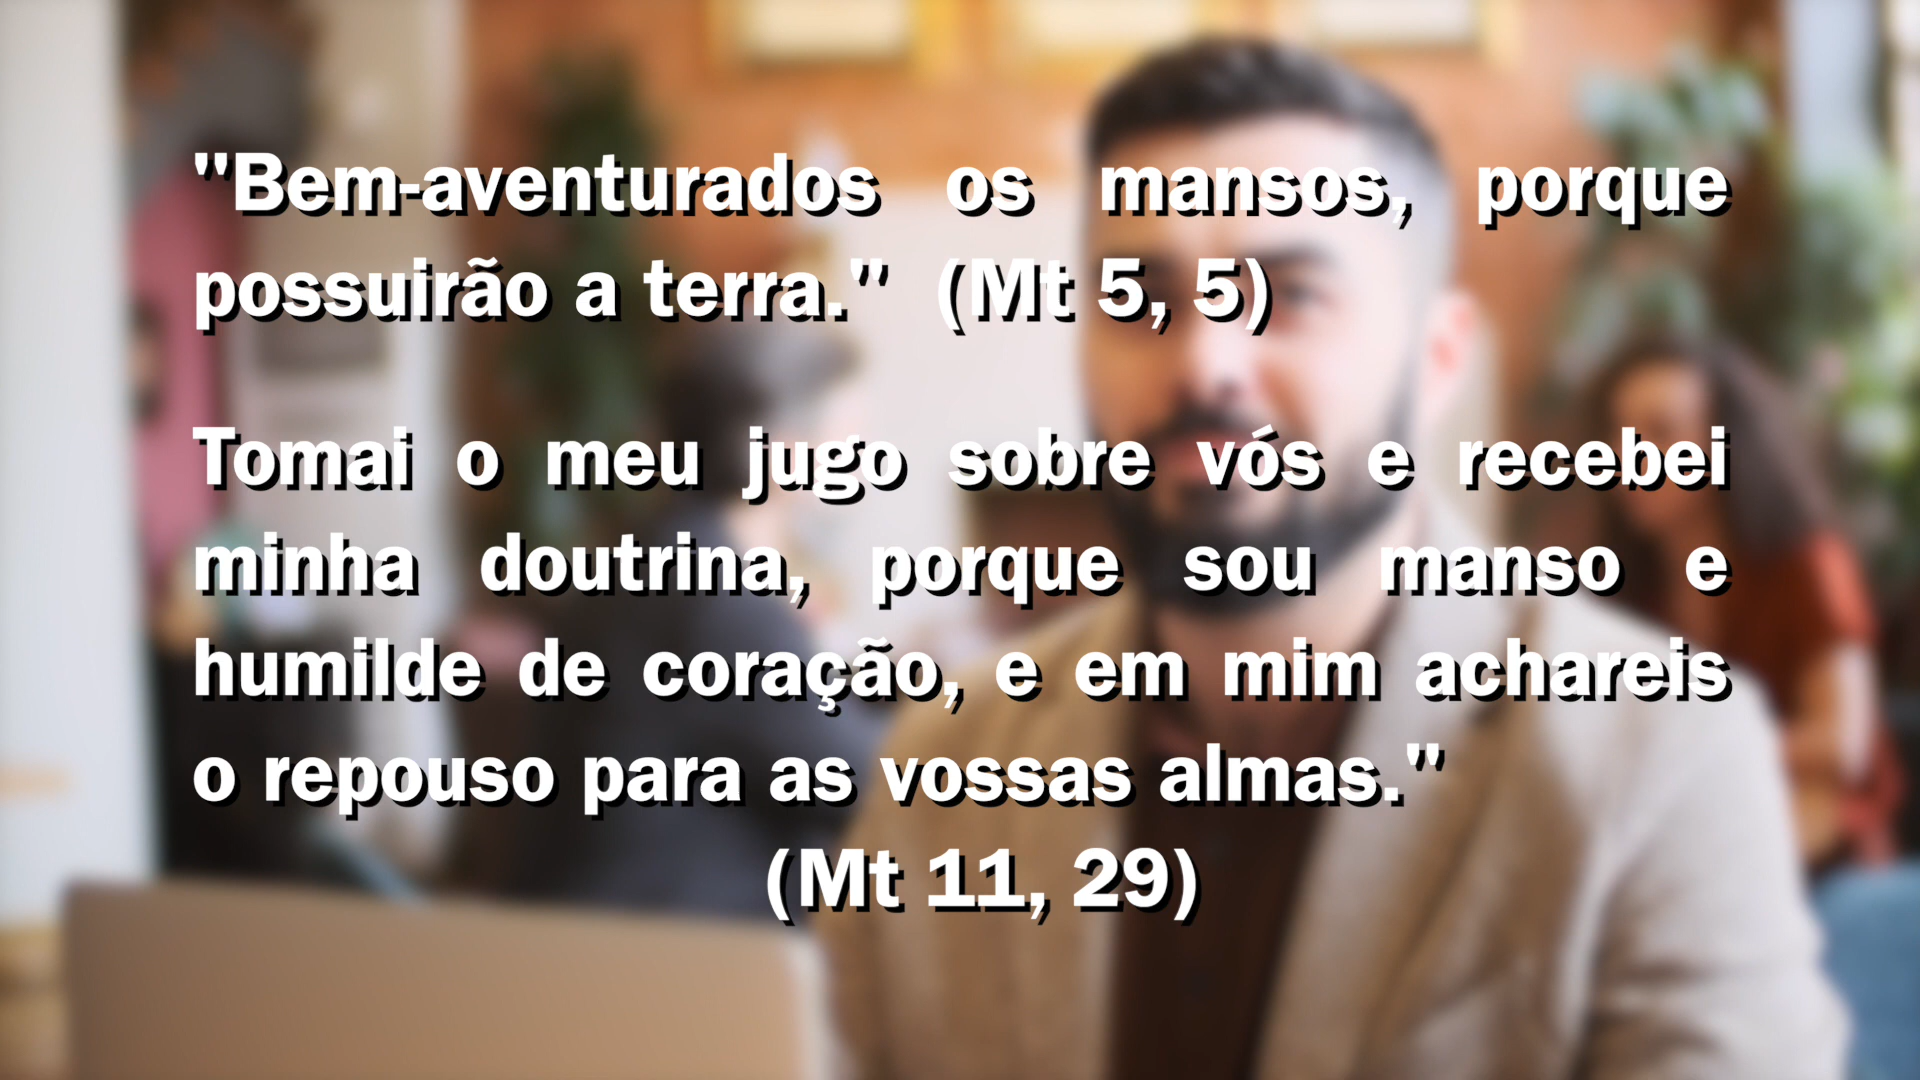 "Bem-aventurados os mansos, porque
possuirão a terra." (Mt 5, 5)
Tomai o meu jugo sobre vós e recebei
minha doutrina, porque sou manso e
humilde de coração, e em mim achareis
o repouso para as vossas almas."
(Mt 11, 29)